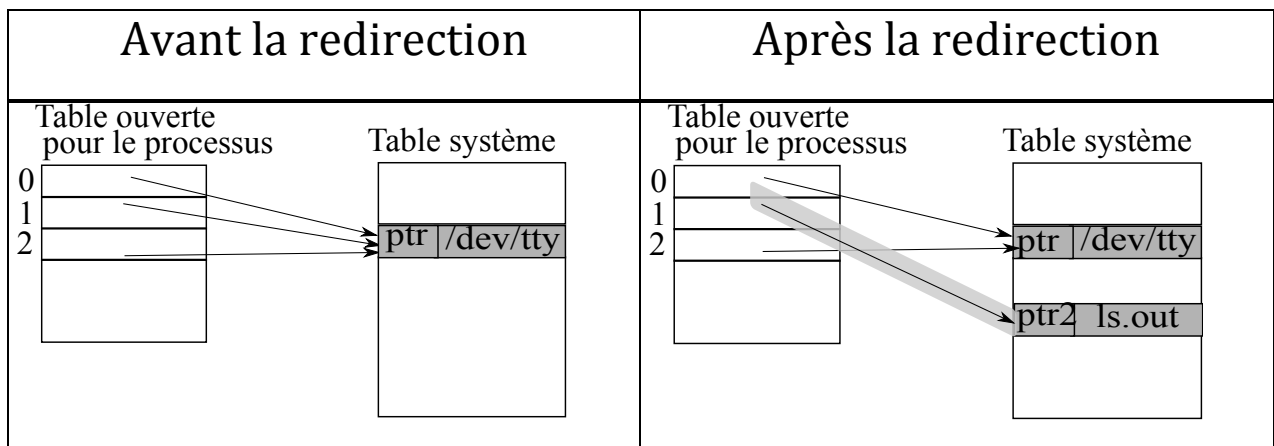 Avant la redirection
Table ouverte
pour le processus
Table système
0
1
2
ptr /dev/tty
Après la redirection
Table ouverte
pour le processus
Table système
0
1
2
ptr /dev/tty
ptr2 ls.out